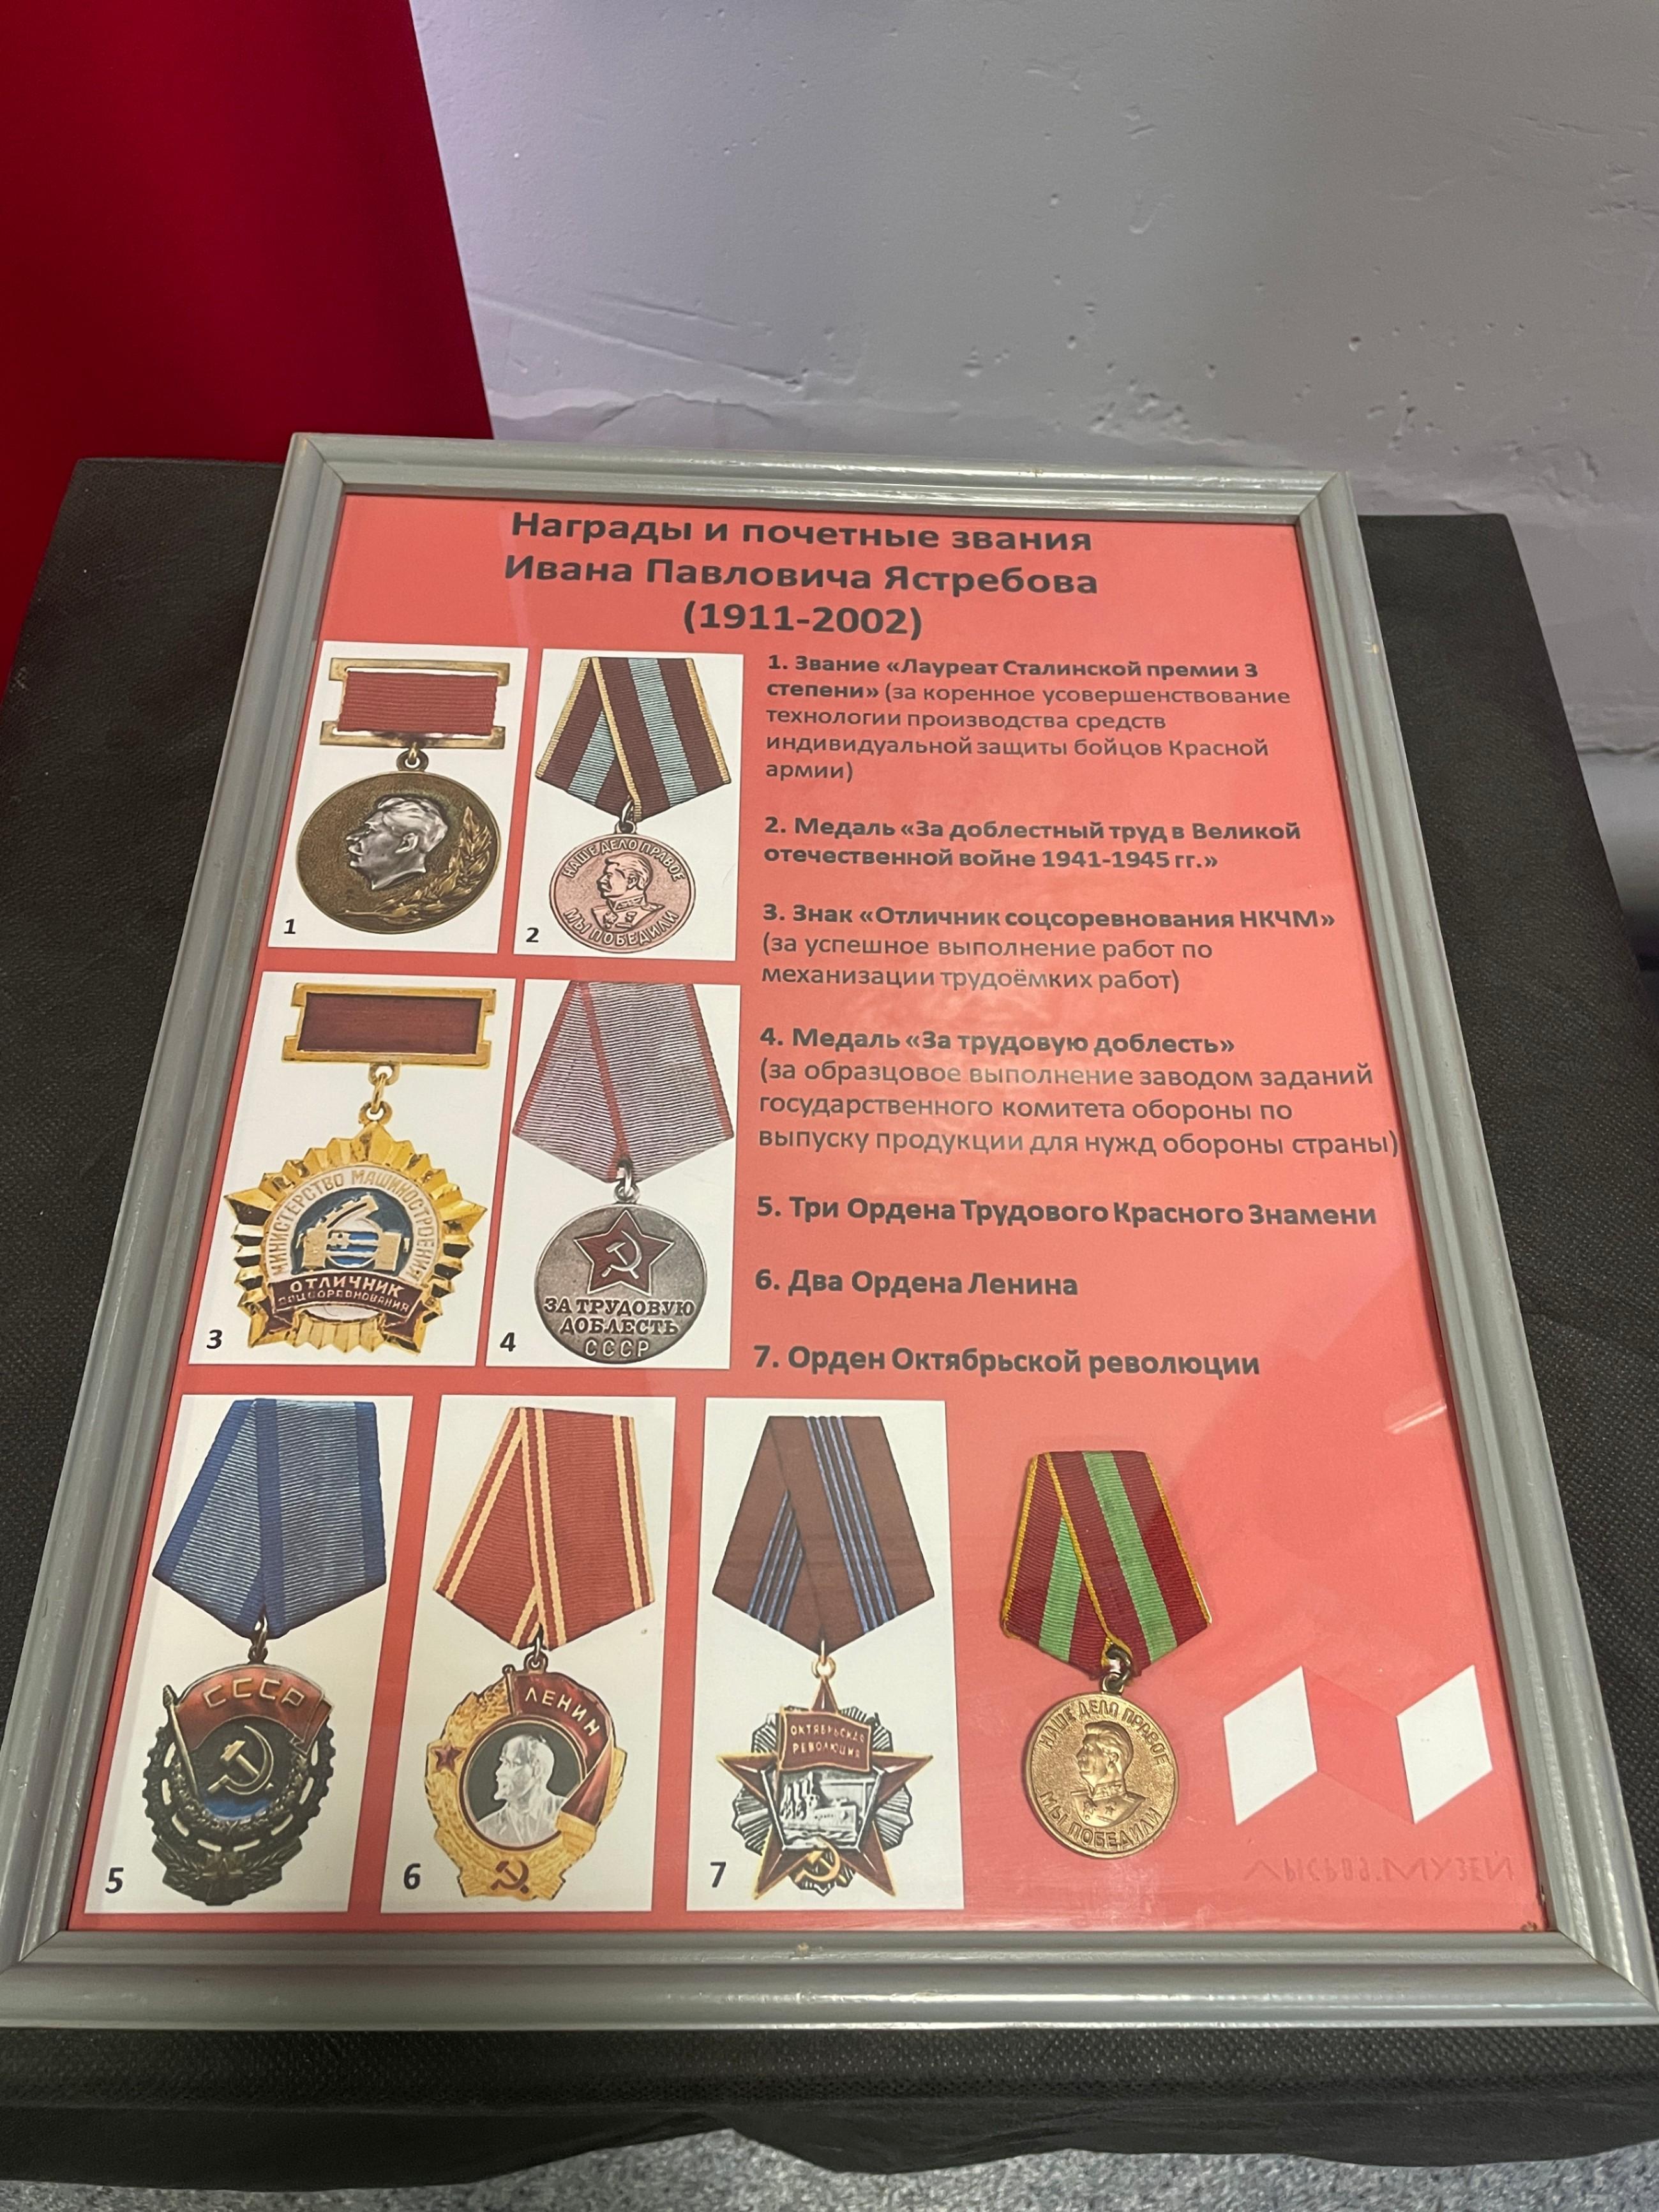 Награды и почетные звания
Ивана Павловича Ястребова
(1911-2002)
1. Звание «Лауреат Сталинской премии 3
степени» (за коренное усовершенствование
технологии производства средств
индивидуальной защиты бойцов Красной
армии)
2. Медаль «За доблестный труд в Великой
отечественной войне 1941-1945 гг.»
3. Знак «Отличник соцсоревнования НКЧМ»
(за успешное выполнение работ по
механизации трудоёмких работ)
4. Медаль «За трудовую доблесть»
(за образцовое выполнение заводом заданий
государственного комитета обороны по
выпуску продукции для нужд обороны страны)
5. Три Ордена Трудового Красного Знамени
6. Два Ордена Ленина
7. Орден Октябрьской революции
1
НАШЕ ДЕЛО ПРАВОЕ
МЫ ПОБЕДИЛИ
2
МИНИСТЕРСТВО МАШИНОСТРОЕНИЯ
ОТЛИЧНИК
СОЦСОРЕВНОВАНИЯ
3
ЗА ТРУДОВУЮ
ДОБЛЕСТЬ
СССР
4
СССР
5
ЛЕНИН
6
ОКТЯБРЬСКАЯ
РЕВОЛЮЦИЯ
7
НАШЕ ДЕЛО ПРАВОЕ
МЫ ПОБЕДИЛИ